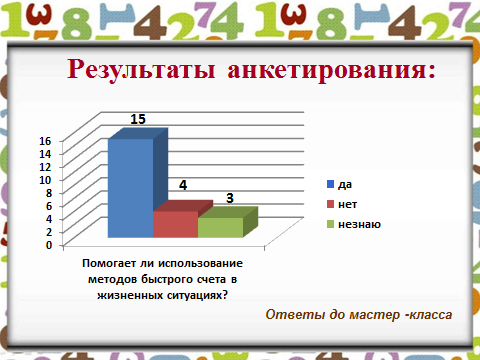 Результаты анкетирования:
15
4
3
16
14
12
10
8
6
4
2
0
да
нет
незнаю
Помогает ли использование
методов быстрого счета в
жизненных ситуациях?
Ответы до мастер -класса